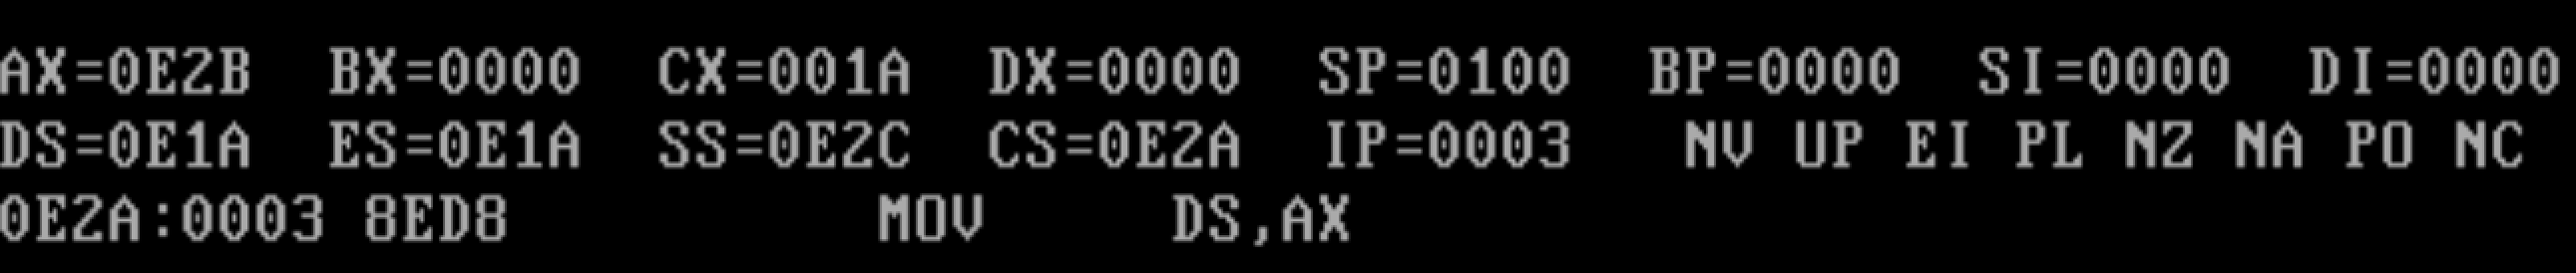 AX=0E2B  BX=0000  CX=001A  DX=0000  SP=0100  BP=0000  SI=0000  DI=0000
DS=0E1A  ES=0E1A  SS=0E2C  CS=0E2A  IP=0003   NV UP EI PL NZ NA PO NC
0E2A:0003 8ED8          MOV     DS,AX